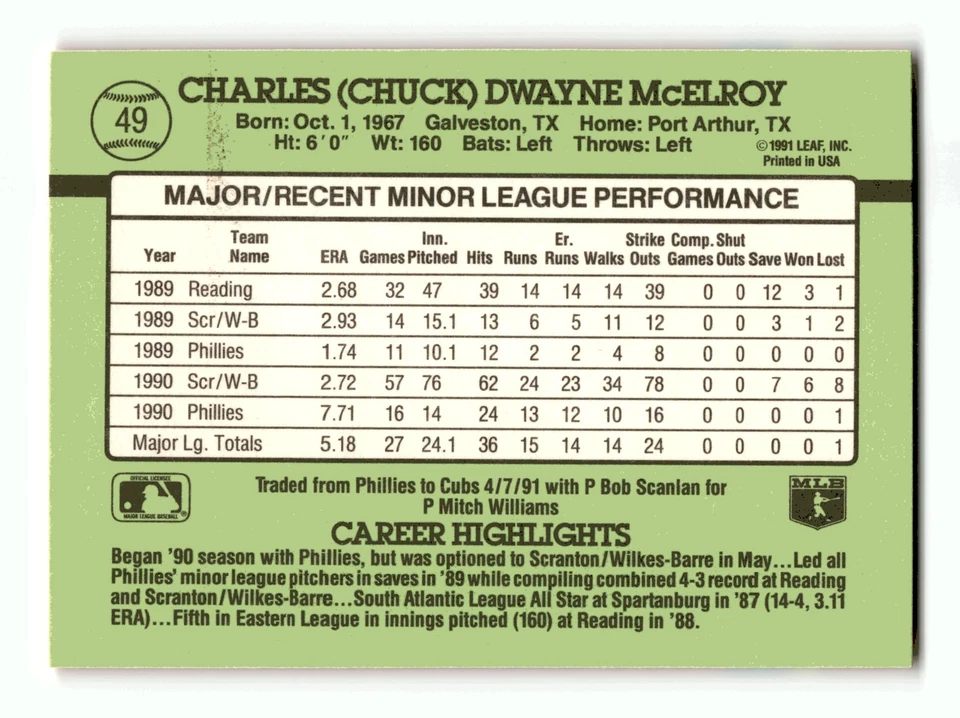 49
CHARLES (CHUCK) DWAYNE McELROY
Born: Oct. 1, 1967 Galveston, TX Home: Port Arthur, TX
Ht: 6′0″ Wt: 160 Bats: Left Throws: Left
©1991 LEAF, INC.
Printed in USA
MAJOR/RECENT MINOR LEAGUE PERFORMANCE
Team Inn. Er. Strike Comp. Shut
Year Name ERA Games Pitched Hits Runs Runs Walks Outs Games Outs Save Won Lost
1989 Reading 2.68 32 47 39 14 14 14 39 0 0 12 3 1
1989 Scr/W-B 2.93 14 15.1 13 6 5 11 12 0 0 3 1 2
1989 Phillies 1.74 11 10.1 12 2 2 4 8 0 0 0 0 0
1990 Scr/W-B 2.72 57 76 62 24 23 34 78 0 0 7 6 8
1990 Phillies 7.71 16 14 24 13 12 10 16 0 0 0 0 1
Major Lg. Totals 5.18 27 24.1 36 15 14 14 24 0 0 0 0 1
OFFICIAL LICENSEE
MAJOR LEAGUE BASEBALL ®
Traded from Phillies to Cubs 4/7/91 with P Bob Scanlan for
P Mitch Williams
MLB
CAREER HIGHLIGHTS
Began '90 season with Phillies, but was optioned to Scranton/Wilkes-Barre in May...Led all
Phillies' minor league pitchers in saves in '89 while compiling combined 4-3 record at Reading
and Scranton/Wilkes-Barre...South Atlantic League All Star at Spartanburg in '87 (14-4, 3.11
ERA)...Fifth in Eastern League in innings pitched (160) at Reading in '88.